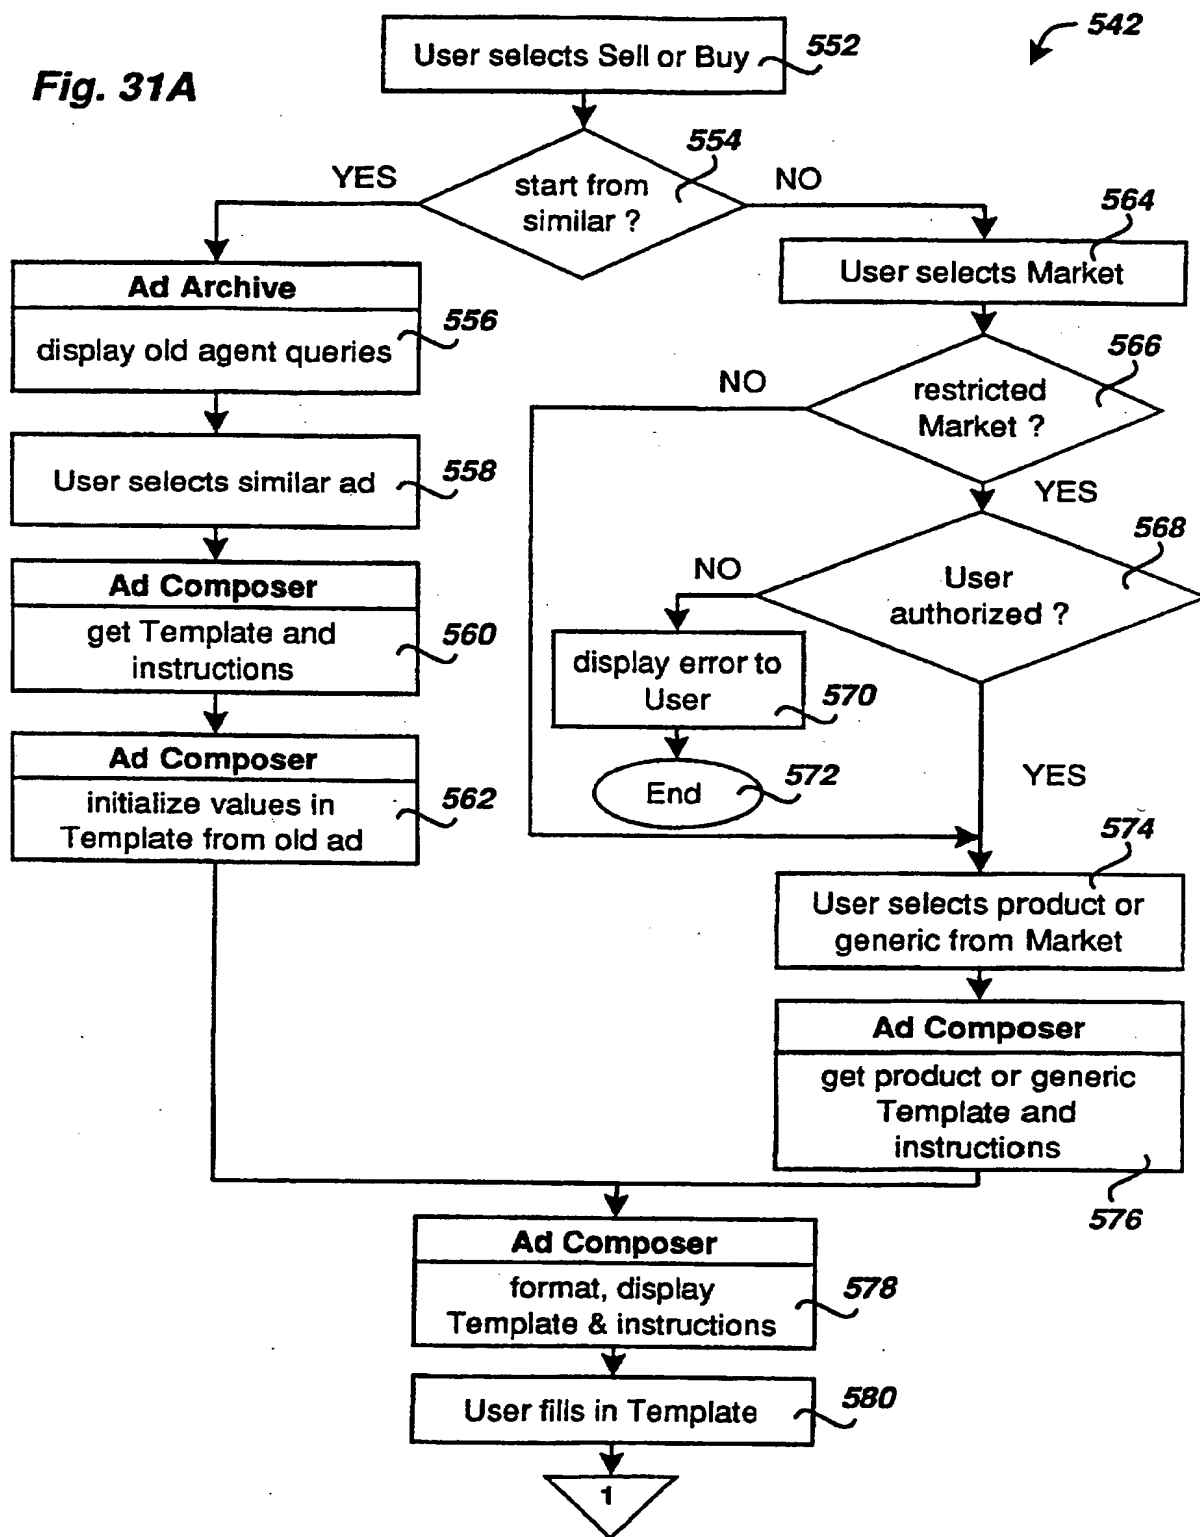 542
User selects Sell or Buy 552
Fig. 31A
554
YES
start from
similar ?
NO
564
User selects Market
Ad Archive
display old agent queries 556
566
NO
restricted
Market ?
User selects similar ad 558
YES
568
NO
User
authorized ?
Ad Composer
get Template and
instructions
560
display error to
User
570
Ad Composer
initialize values in
Template from old ad
562
End 572
YES
574
User selects product or
generic from Market
Ad Composer
get product or generic
Template and
instructions
576
Ad Composer
format, display
Template & instructions
578
User fills in Template 580
1